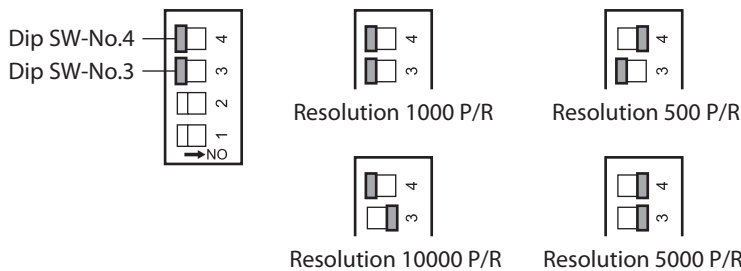 Dip SW-No.4
Dip SW-No.3
4
3
2
1
→NO
4
3
Resolution 1000 P/R
4
3
Resolution 500 P/R
4
3
Resolution 10000 P/R
4
3
Resolution 5000 P/R